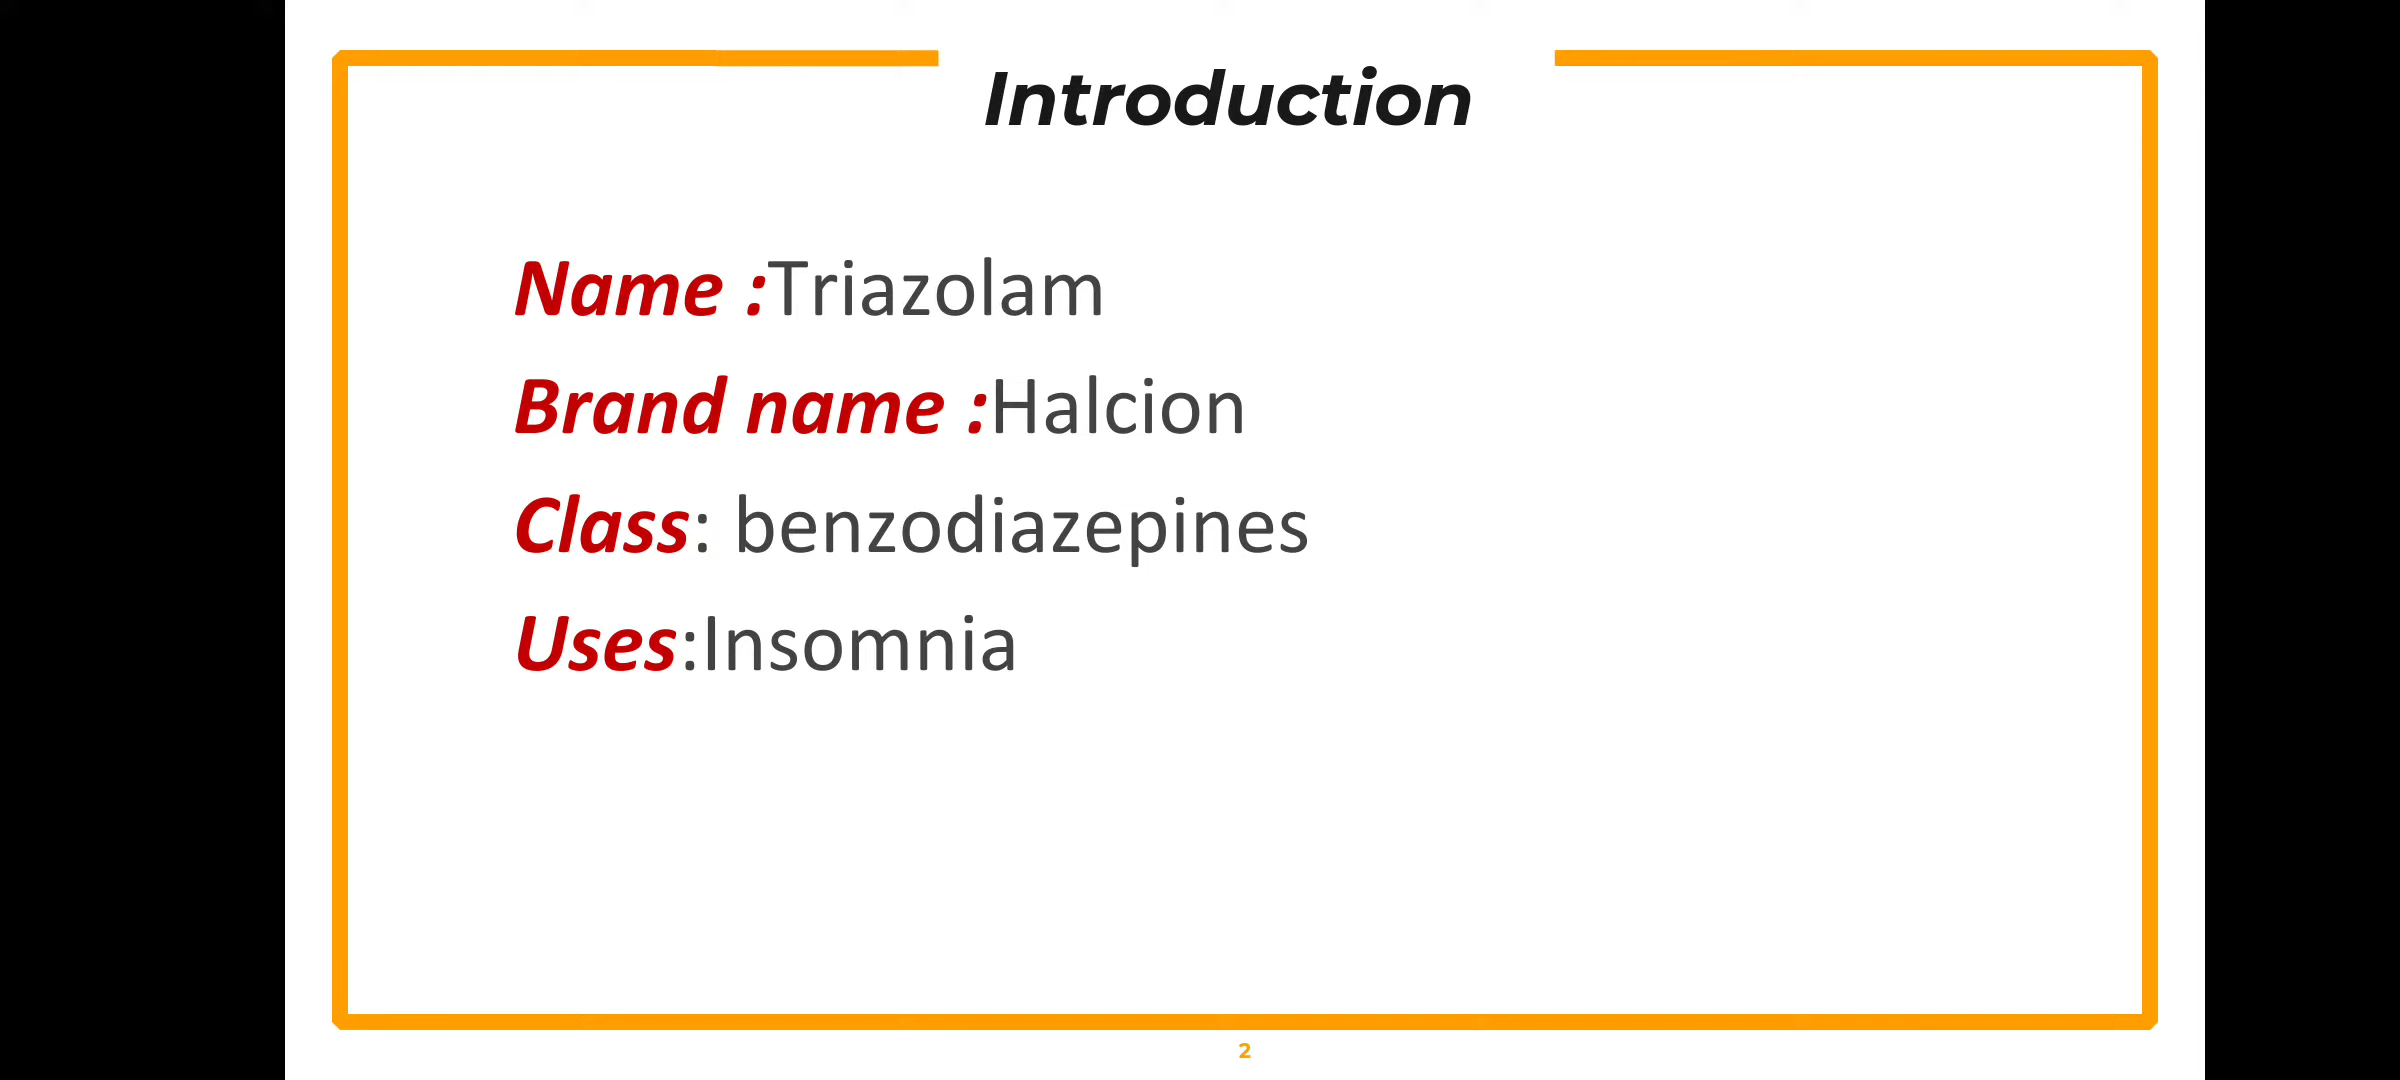 Introduction
Name :Triazolam
Brand name :Halcion
Class: benzodiazepines
Uses:Insomnia
2